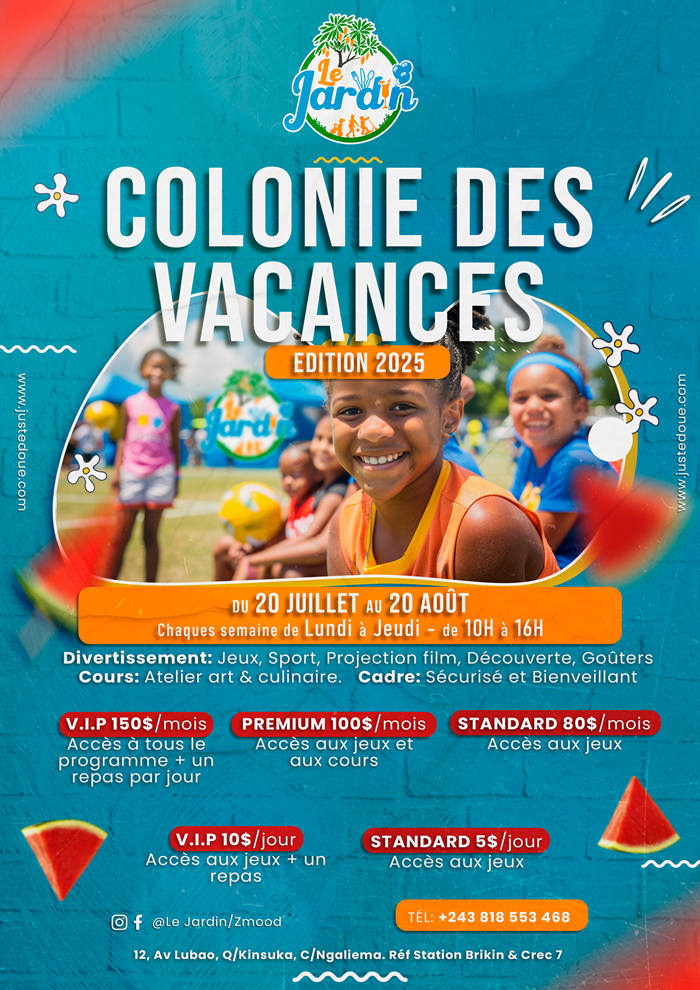 Le
Jardin
COLONIE DES
VACANCES
EDITION 2025
Le
Jardin
www.justedoue.com
www.justedoue.com
DU 20 JUILLET AU 20 AOÛT
Chaques semaine de Lundi à Jeudi - de 10H à 16H
Divertissement: Jeux, Sport, Projection film, Découverte, Goûters
Cours: Atelier art & culinaire. Cadre: Sécurisé et Bienveillant
V.I.P 150$/mois
Accès à tous le
programme + un
repas par jour
PREMIUM 100$/mois
Accès aux jeux et
aux cours
STANDARD 80$/mois
Accès aux jeux
V.I.P 10$/jour
Accès aux jeux + un
repas
STANDARD 5$/jour
Accès aux jeux
@Le Jardin/Zmood
TÉL: +243 818 553 468
12, Av Lubao, Q/Kinsuka, C/Ngaliema. Réf Station Brikin & Crec 7